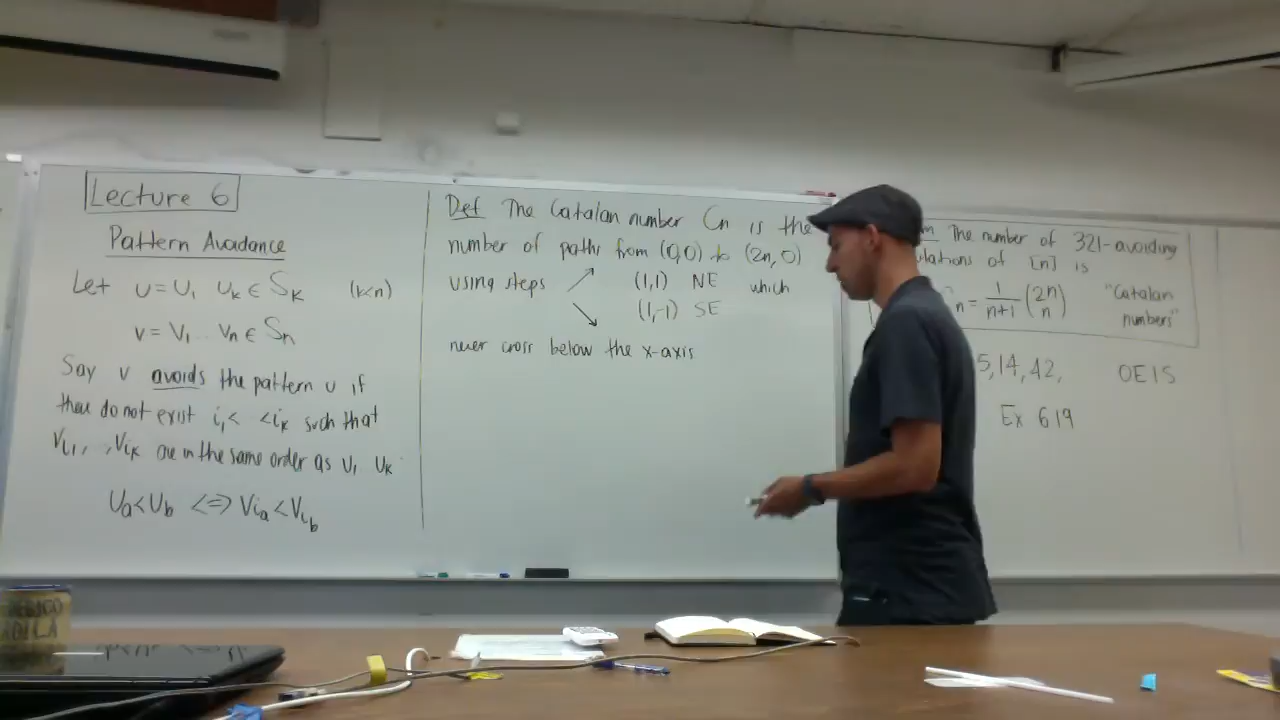 Lecture 6
Pattern Avoidance
Let u = u1 uk ∈ Sk (k<n)
v = v1 .. vn ∈ Sn
Say v avoids the pattern u if
there do not exist i1 < < ik such that
vi1, , vik are in the same order as u1 uk
ua<ub <=> via<vib
Def The Catalan number Cn is the
number of paths from (0,0) to (2n,0)
using steps ↗ (1,1) NE which
↘ (1,-1) SE
never cross below the x-axis
m The number of 321-avoiding
lations of [n] is
n = 1/(n+1) (2n n) "Catalan
numbers"
5,14,42, OEIS
Ex 6 19